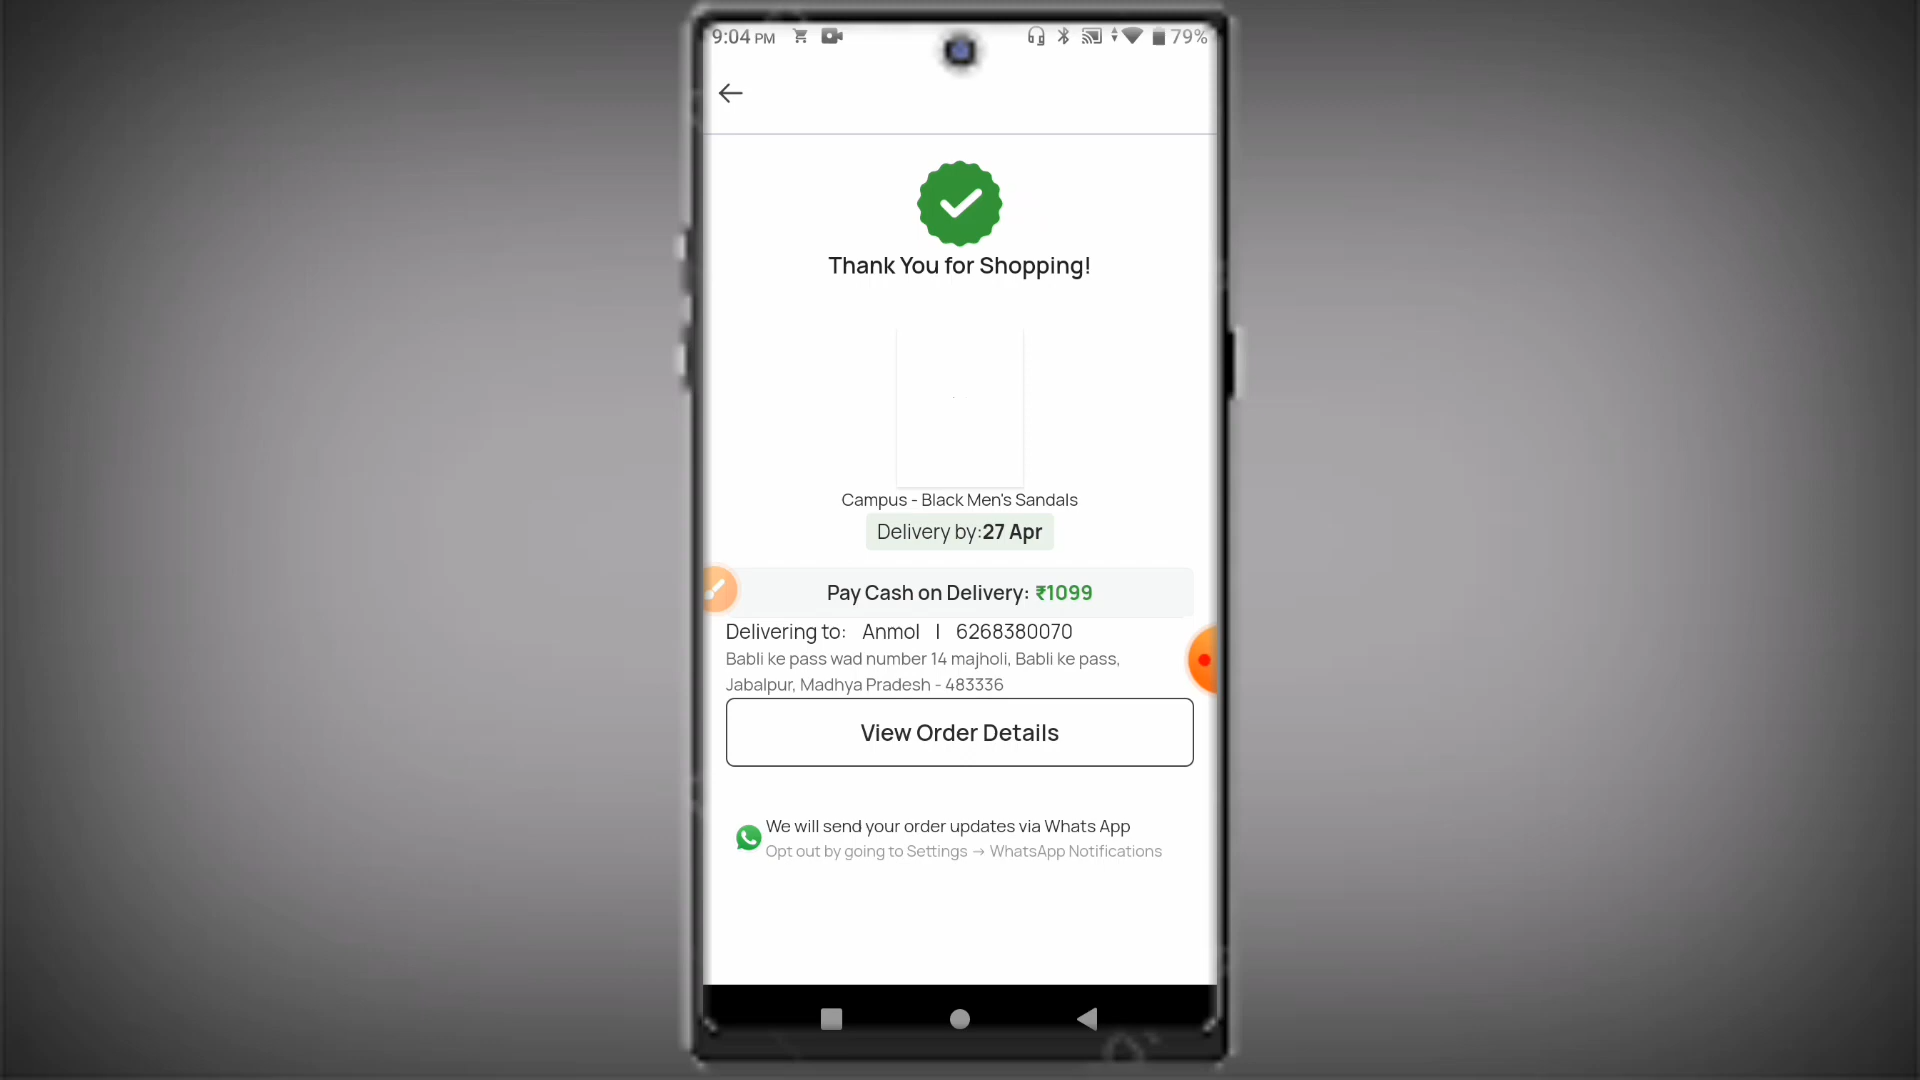 9:04 PM 79%
Thank You for Shopping!
Campus - Black Men's Sandals
Delivery by:27 Apr
Pay Cash on Delivery: ₹1099
Delivering to: Anmol | 6268380070
Babli ke pass wad number 14 majholi, Babli ke pass,
Jabalpur, Madhya Pradesh - 483336
View Order Details
We will send your order updates via Whats App
Opt out by going to Settings → WhatsApp Notifications